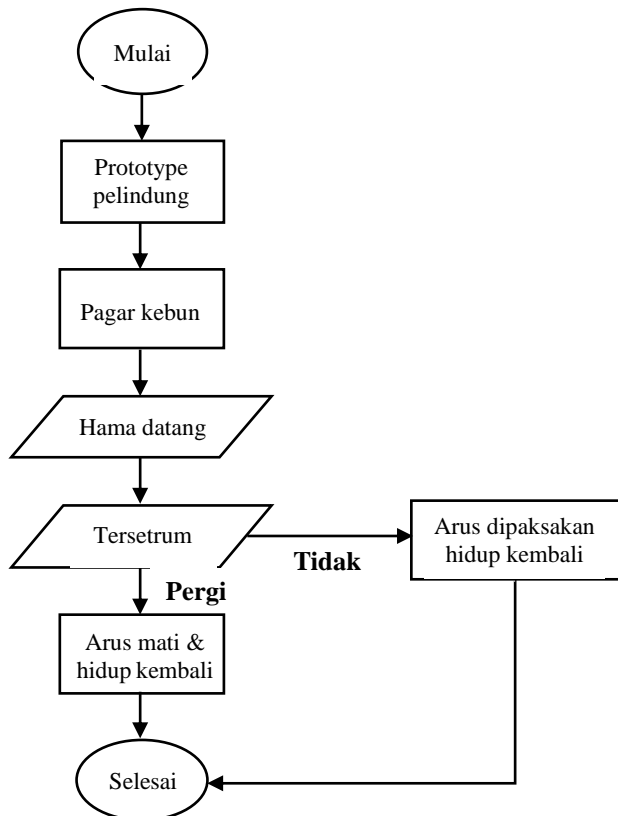 Mulai
Prototype
pelindung
Pagar kebun
Hama datang
Tersetrum
Tidak
Arus dipaksakan
hidup kembali
Pergi
Arus mati &
hidup kembali
Selesai